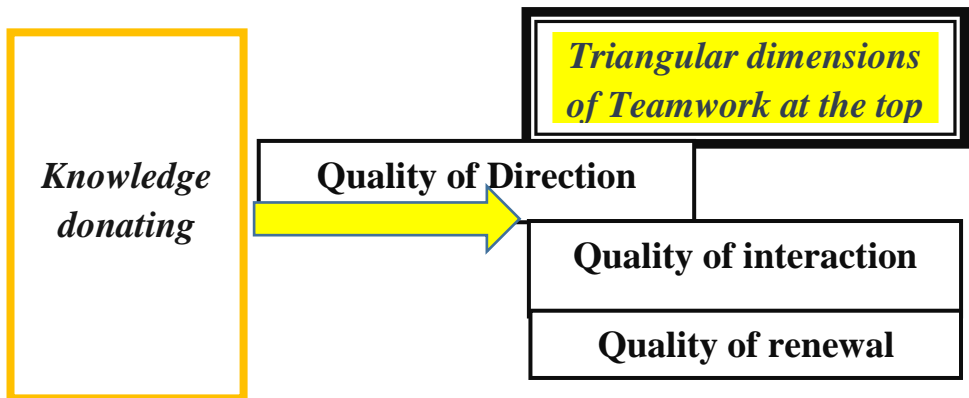 Triangular dimensions
of Teamwork at the top
Knowledge
donating
Quality of Direction
Quality of interaction
Quality of renewal